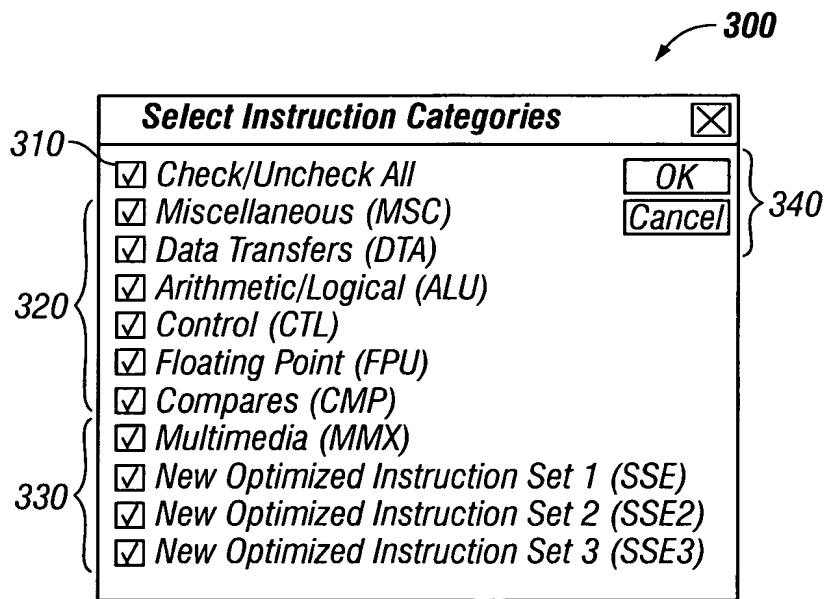 300
Select Instruction Categories
310
Check/Uncheck All
OK
340
Miscellaneous (MSC)
Cancel
Data Transfers (DTA)
320
Arithmetic/Logical (ALU)
Control (CTL)
Floating Point (FPU)
Compares (CMP)
Multimedia (MMX)
330
New Optimized Instruction Set 1 (SSE)
New Optimized Instruction Set 2 (SSE2)
New Optimized Instruction Set 3 (SSE3)